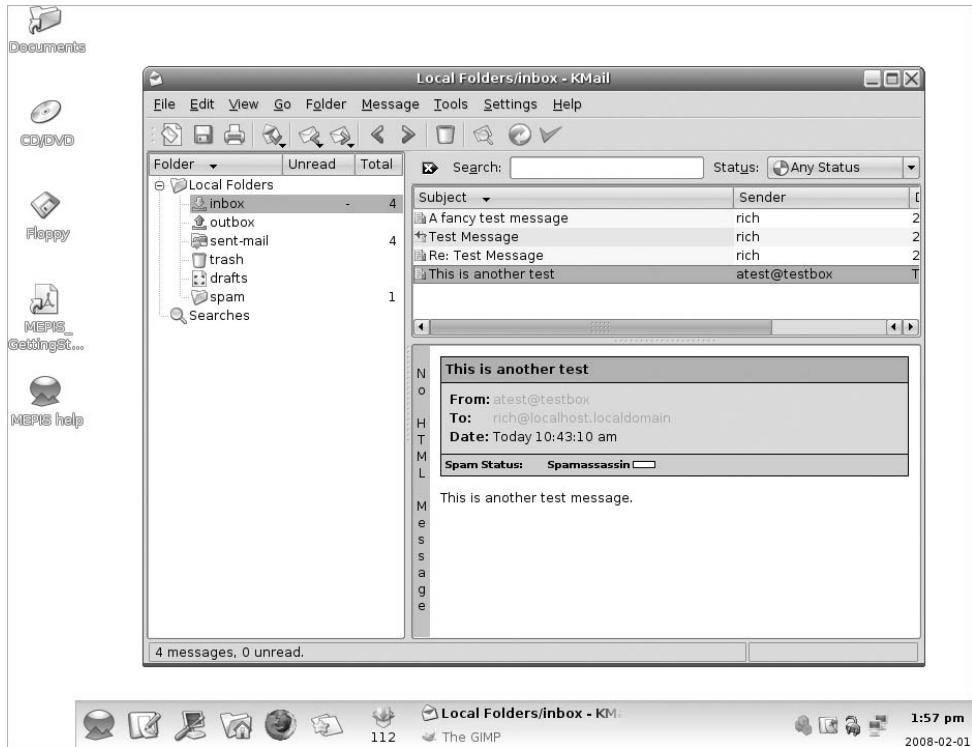 Documents
CD/DVD
Floppy
MEPIS_
GettingSt...
MEPIS help
Local Folders/inbox - KMail
File Edit View Go Folder Message Tools Settings Help
Folder Unread Total
Local Folders
inbox - 4
outbox
sent-mail 4
trash
drafts
spam 1
Searches
Search: Status: Any Status
Subject Sender
A fancy test message rich 2
Test Message rich 2
Re: Test Message rich 2
This is another test atest@testbox T
No HTML Message
This is another test
From: atest@testbox
To: rich@localhost.localdomain
Date: Today 10:43:10 am
Spam Status: Spamassassin
This is another test message.
4 messages, 0 unread.
112
Local Folders/inbox - KM
The GIMP
1:57 pm
2008-02-01